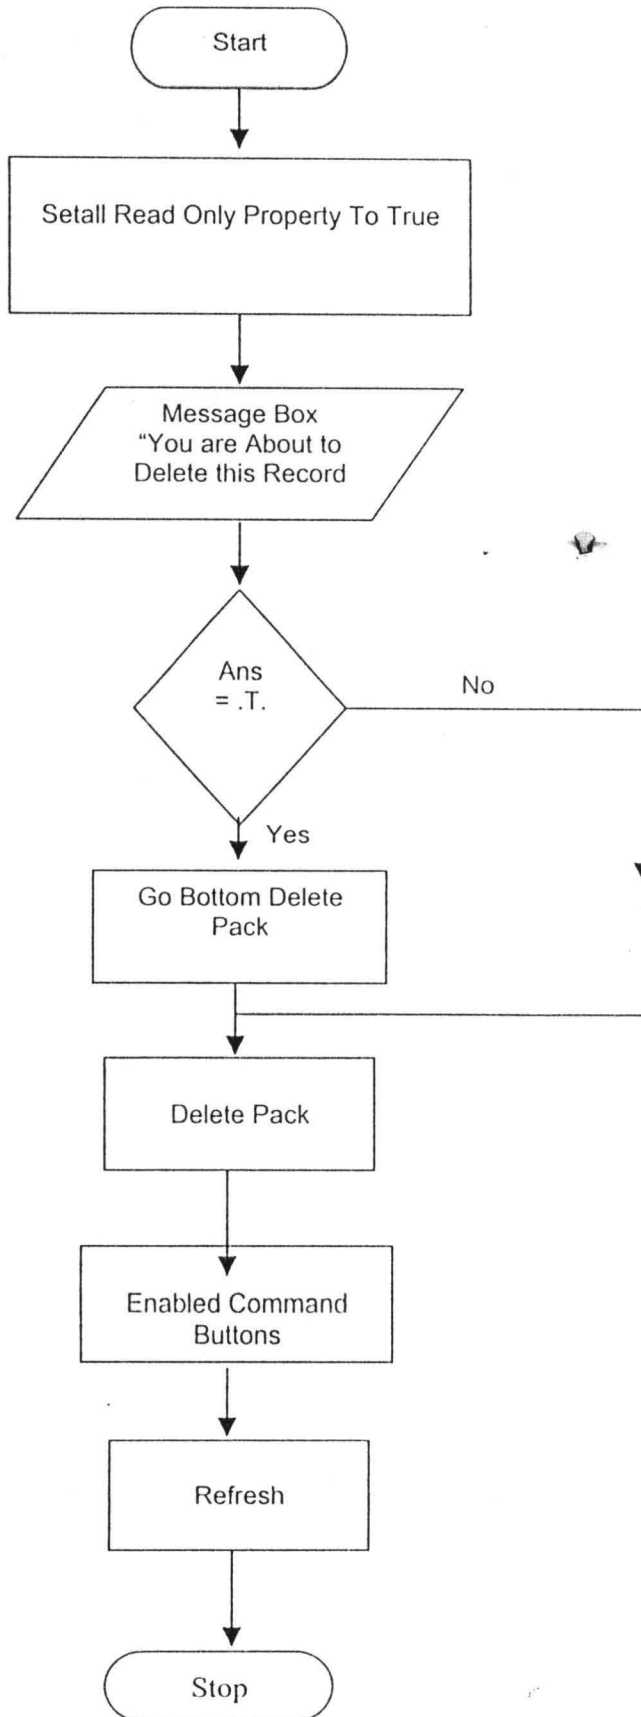 Start
Setall Read Only Property To True
Message Box
“You are About to
Delete this Record
Ans
= .T.
No
Yes
Go Bottom Delete
Pack
Delete Pack
Enabled Command
Buttons
Refresh
Stop